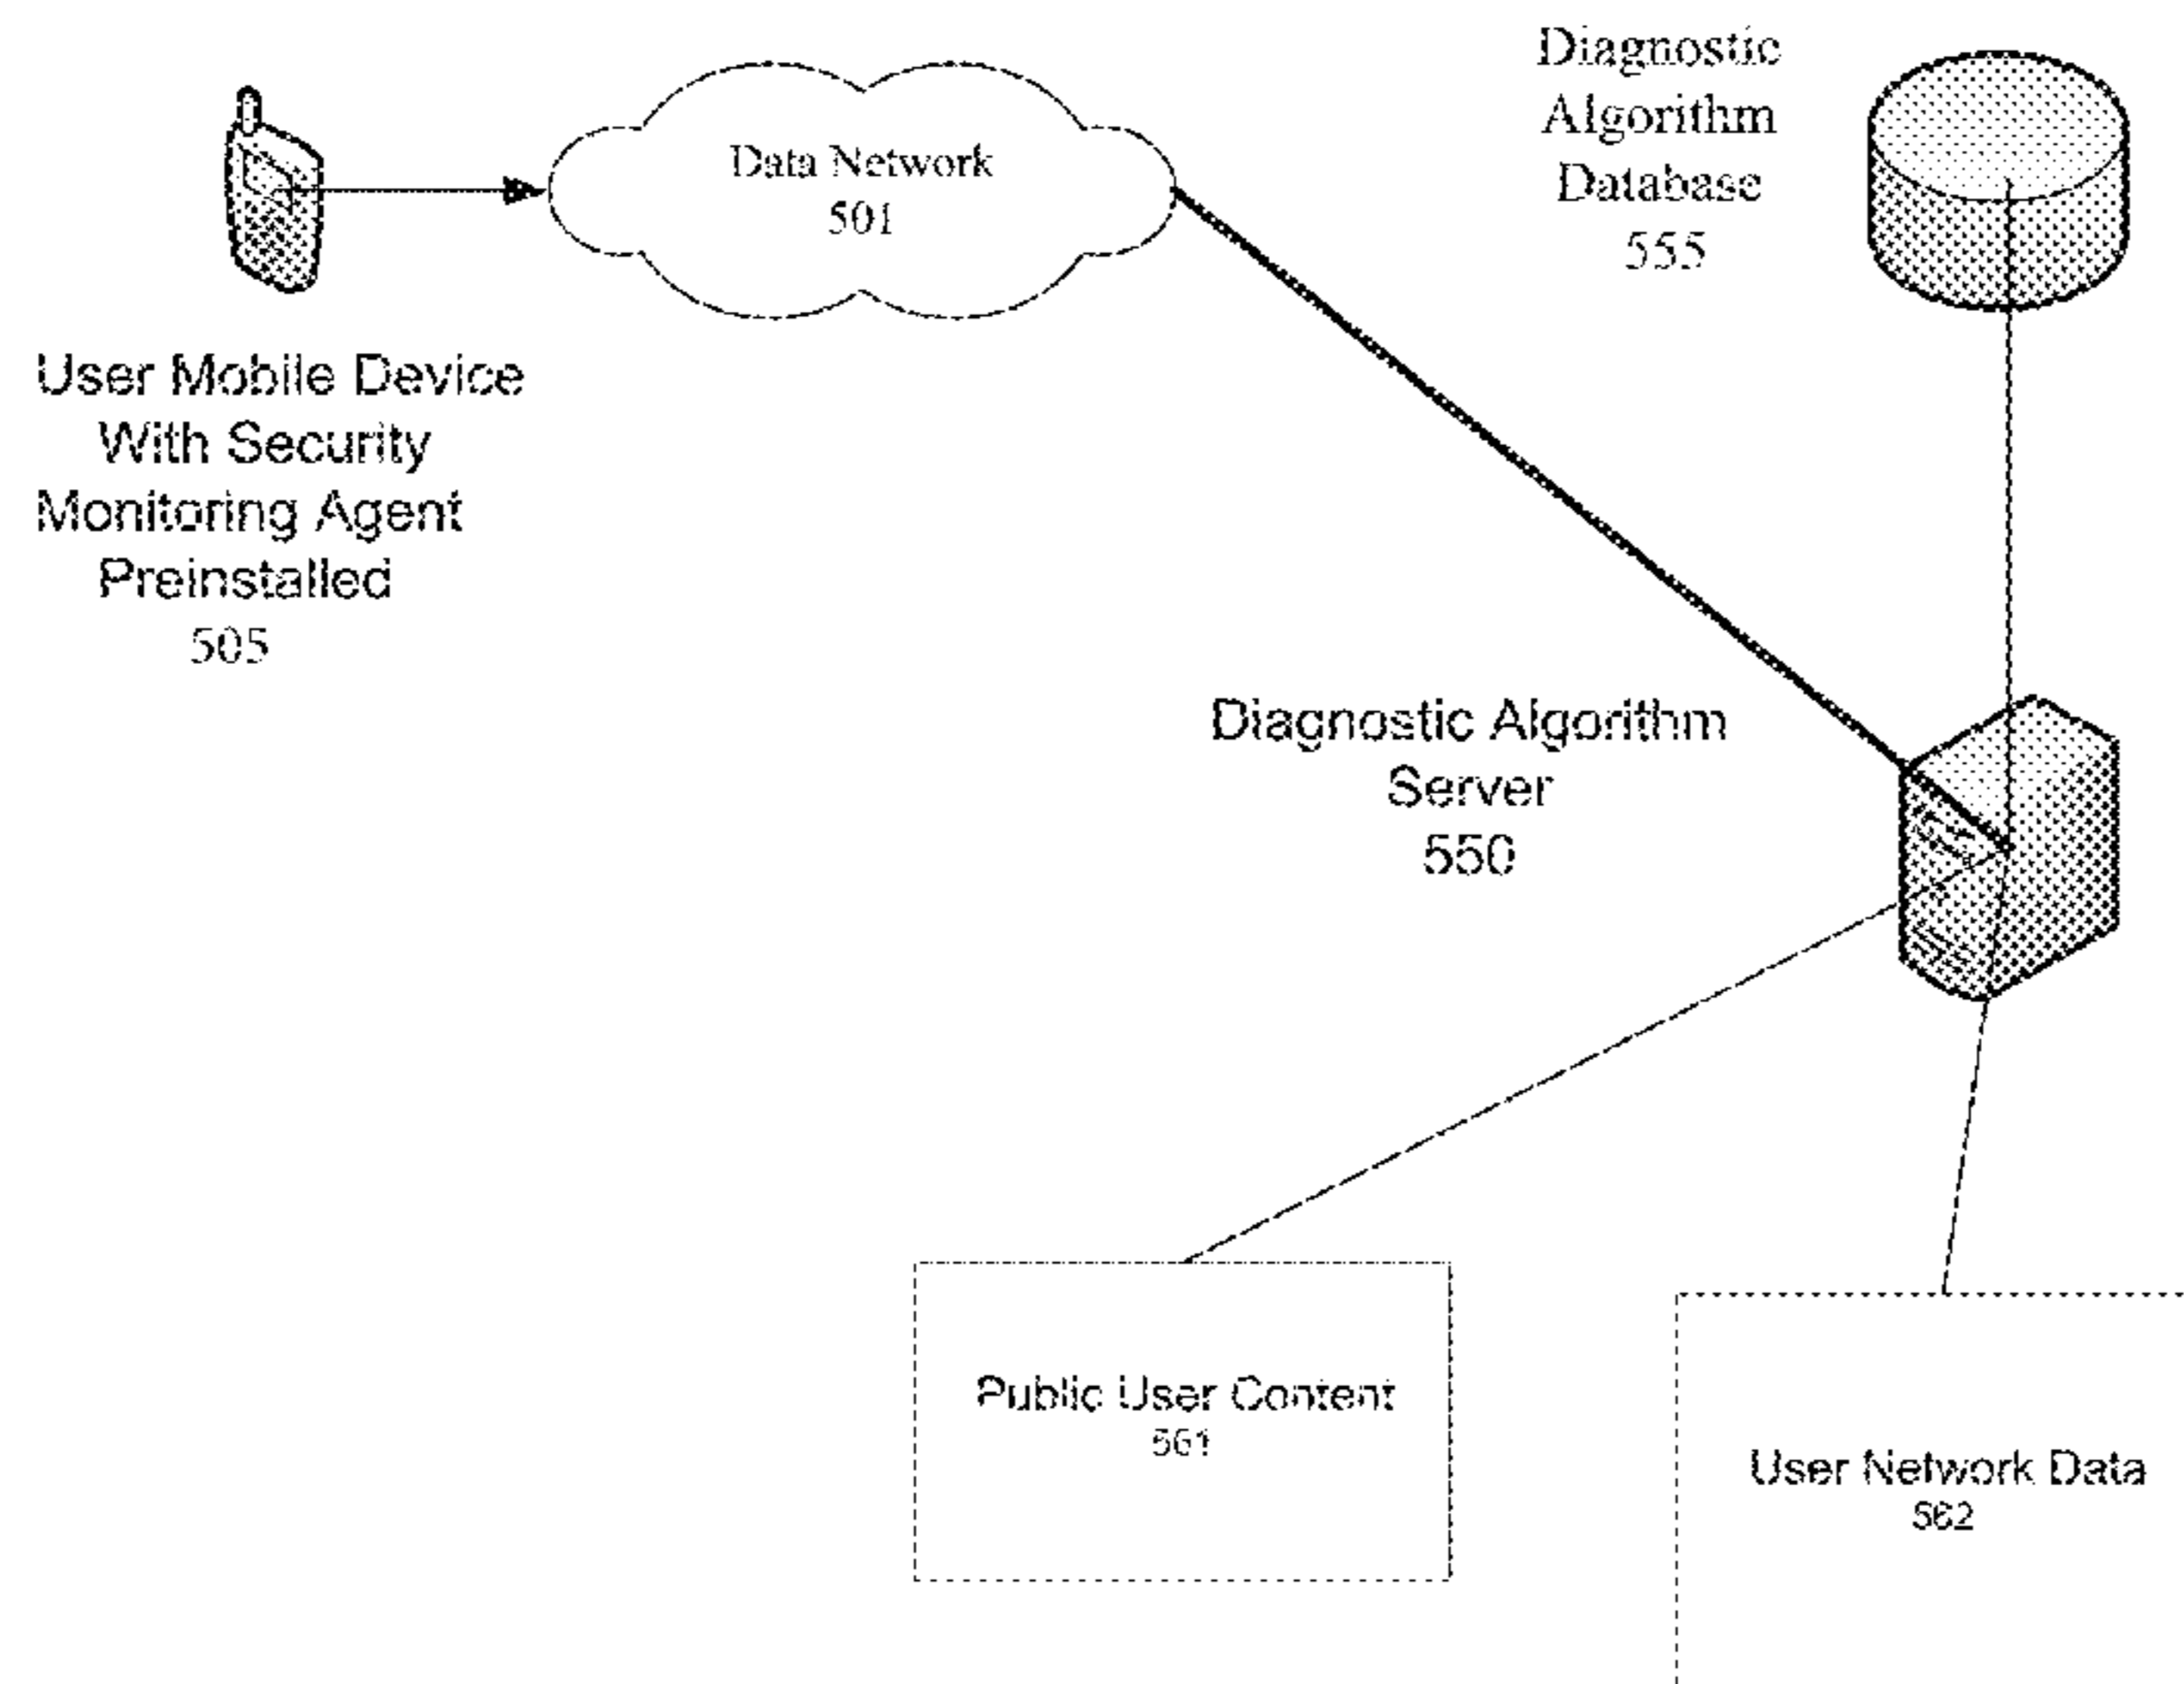 Data Network
501
Diagnostic
Algorithm
Database
555
User Mobile Device
With Security
Monitoring Agent
Preinstalled
505
Diagnostic Algorithm
Server
550
Public User Content
561
User Network Data
562